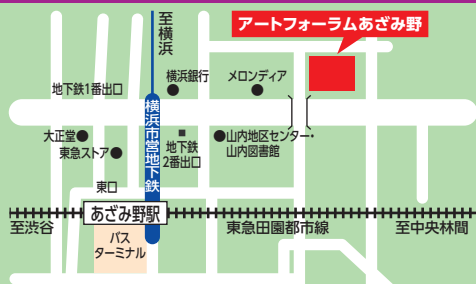 至横浜
アートフォーラムあざみ野
横浜銀行
メロンディア
地下鉄1番出口
横浜市営地下鉄
大正堂
東急ストア
地下鉄
2番出口
山内地区センター・
山内図書館
東口
あざみ野駅
至渋谷
東急田園都市線
至中央林間
バス
ターミナル